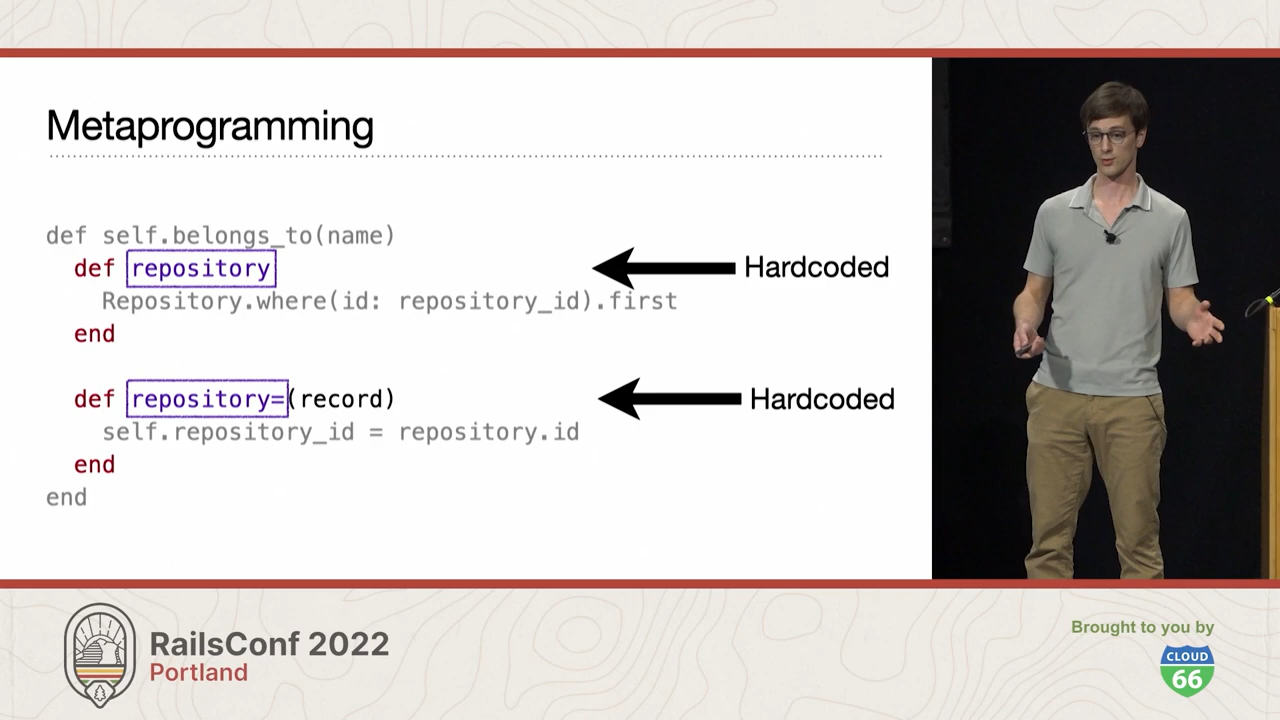 Metaprogramming
def self.belongs_to(name)
def repository
Hardcoded
Repository.where(id: repository_id).first
end
def repository=(record)
Hardcoded
self.repository_id = repository.id
end
end
RailsConf 2022
Portland
Brought to you by
CLOUD
66